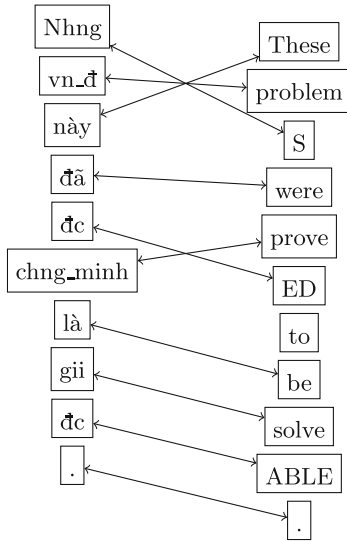 Nhng
vn_đ
này
đã
đc
chng_minh
là
gii
đc
.
These
problem
S
were
prove
ED
to
be
solve
ABLE
.